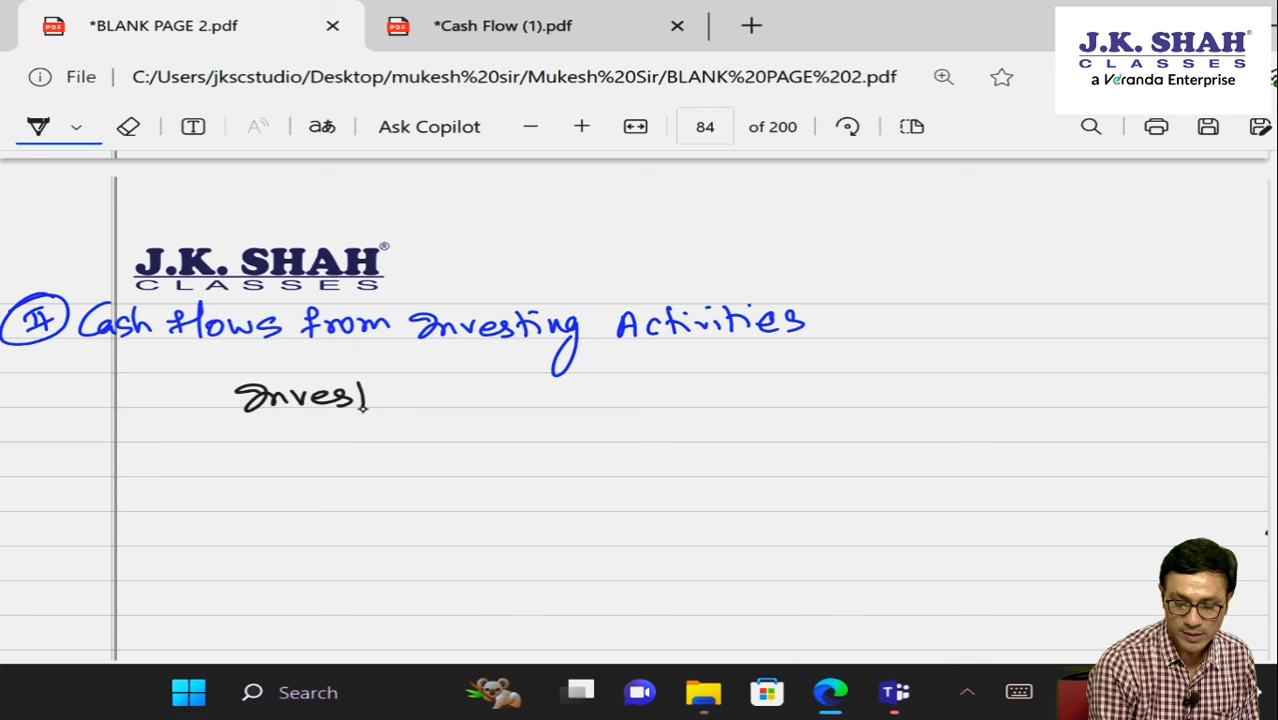 *BLANK PAGE 2.pdf
*Cash Flow (1).pdf
J.K. SHAH®
CLASSES
a Veranda Enterprise
File C:/Users/jkscstudio/Desktop/mukesh%20sir/Mukesh%20Sir/BLANK%20PAGE%202.pdf
aあ Ask Copilot 84 of 200
J.K. SHAH®
CLASSES
II Cash flows from Investing Activities
Invest
Search